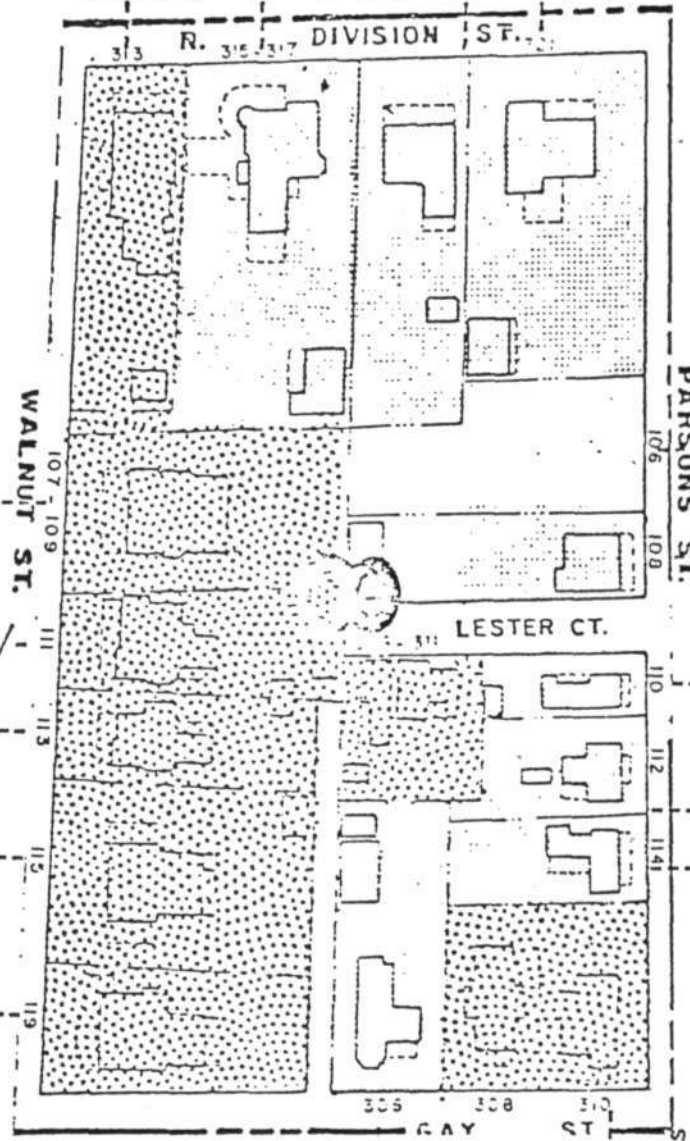 R. DIVISION ST.
313 315 317
PARSONS ST.
106
108
WALNUT ST.
107-109
111
113
115
119
LESTER CT.
311
110
112
114
306 308 310
GAY ST